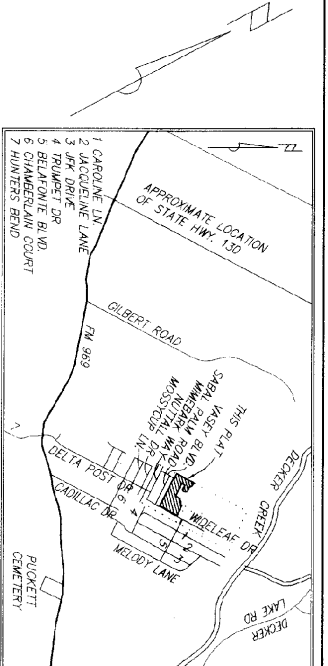 N
N
1 CAROLINE LN.
2 JACQUELINE LANE
3 JFK DRIVE
4 TRUMPET DR
5 BELAFONTE BLVD.
6 CHAMBERLAIN COURT
7 HUNTERS BEND
APPROXIMATE LOCATION
OF STATE HWY. 130
GILBERT ROAD
FM 969
THIS PLAT
VASEY BLVD.
SABAL PALM ROAD
MIMEBARK WAY
NUTTALL DR
MOSSYCUP LN.
DELTA POST DR
CADILLAC DR
WIDELEAF DR
MELODY LANE
DECKER CREEK
DECKER
LAKE RD
PUCKETT
CEMETERY
7
6
4
5
1
2
3